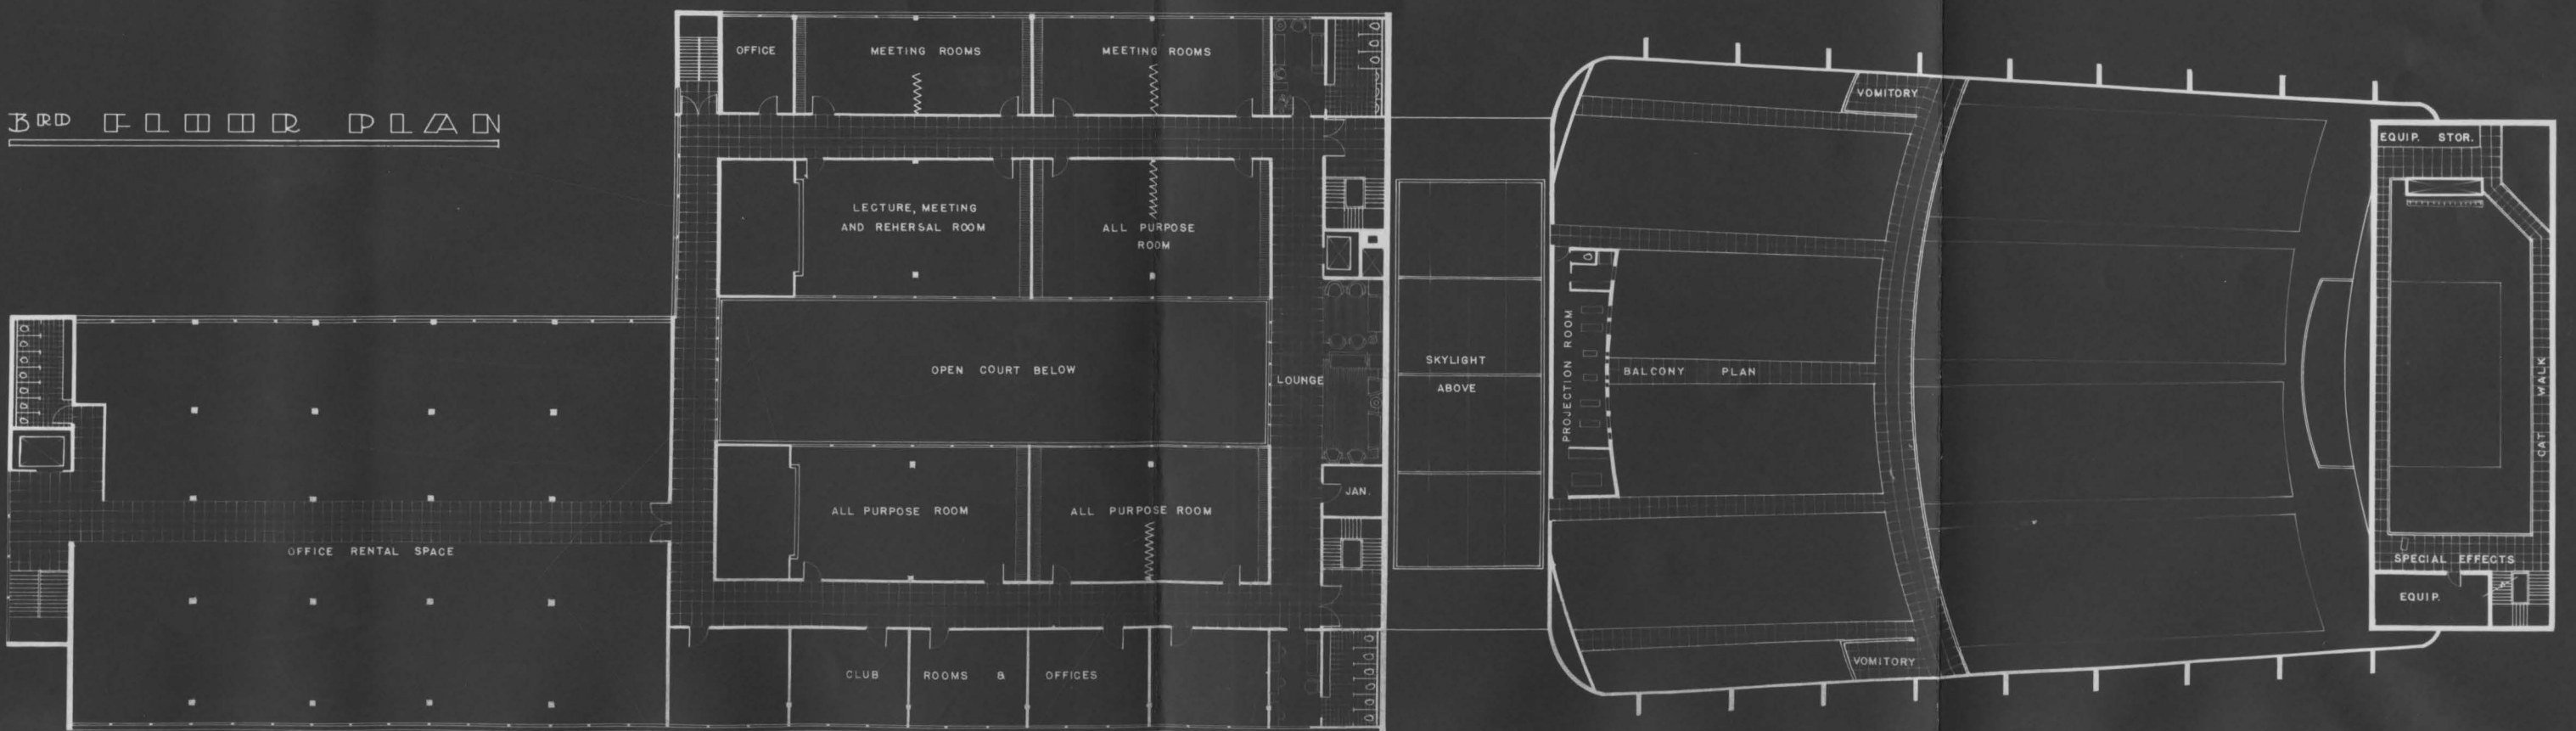 3RD FLOOR PLAN
OFFICE
MEETING ROOMS
MEETING ROOMS
LECTURE, MEETING
AND REHERSAL ROOM
ALL PURPOSE
ROOM
OPEN COURT BELOW
LOUNGE
ALL PURPOSE ROOM
ALL PURPOSE ROOM
JAN.
OFFICE RENTAL SPACE
CLUB ROOMS & OFFICES
SKYLIGHT
ABOVE
PROJECTION ROOM
BALCONY PLAN
VOMITORY
VOMITORY
EQUIP. STOR.
CAT WALK
SPECIAL EFFECTS
EQUIP.